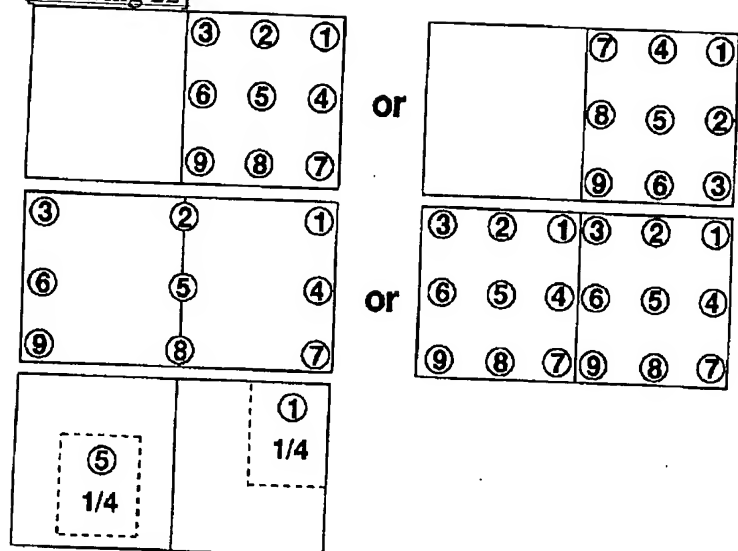 ③ ② ①
⑥ ⑤ ④
⑨ ⑧ ⑦
or
⑦ ④ ①
⑧ ⑤ ②
⑨ ⑥ ③
③ ② ①
⑥ ⑤ ④
⑨ ⑧ ⑦
or
③ ② ① ③ ② ①
⑥ ⑤ ④ ⑥ ⑤ ④
⑨ ⑧ ⑦ ⑨ ⑧ ⑦
⑤
1/4
①
1/4